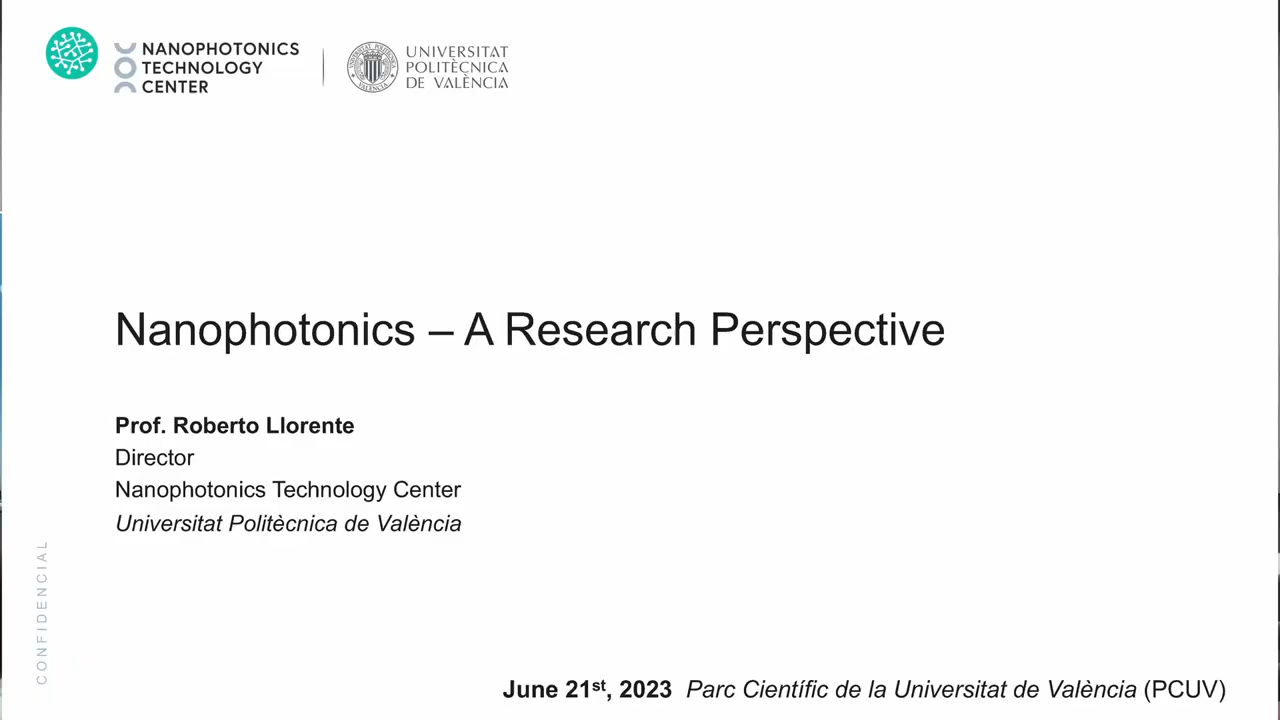 NANOPHOTONICS
TECHNOLOGY
CENTER
UNIVERSITAT
POLITÈCNICA
DE VALÈNCIA
Nanophotonics – A Research Perspective
Prof. Roberto Llorente
Director
Nanophotonics Technology Center
Universitat Politècnica de València
CONFIDENCIAL
June 21st, 2023 Parc Científic de la Universitat de València (PCUV)